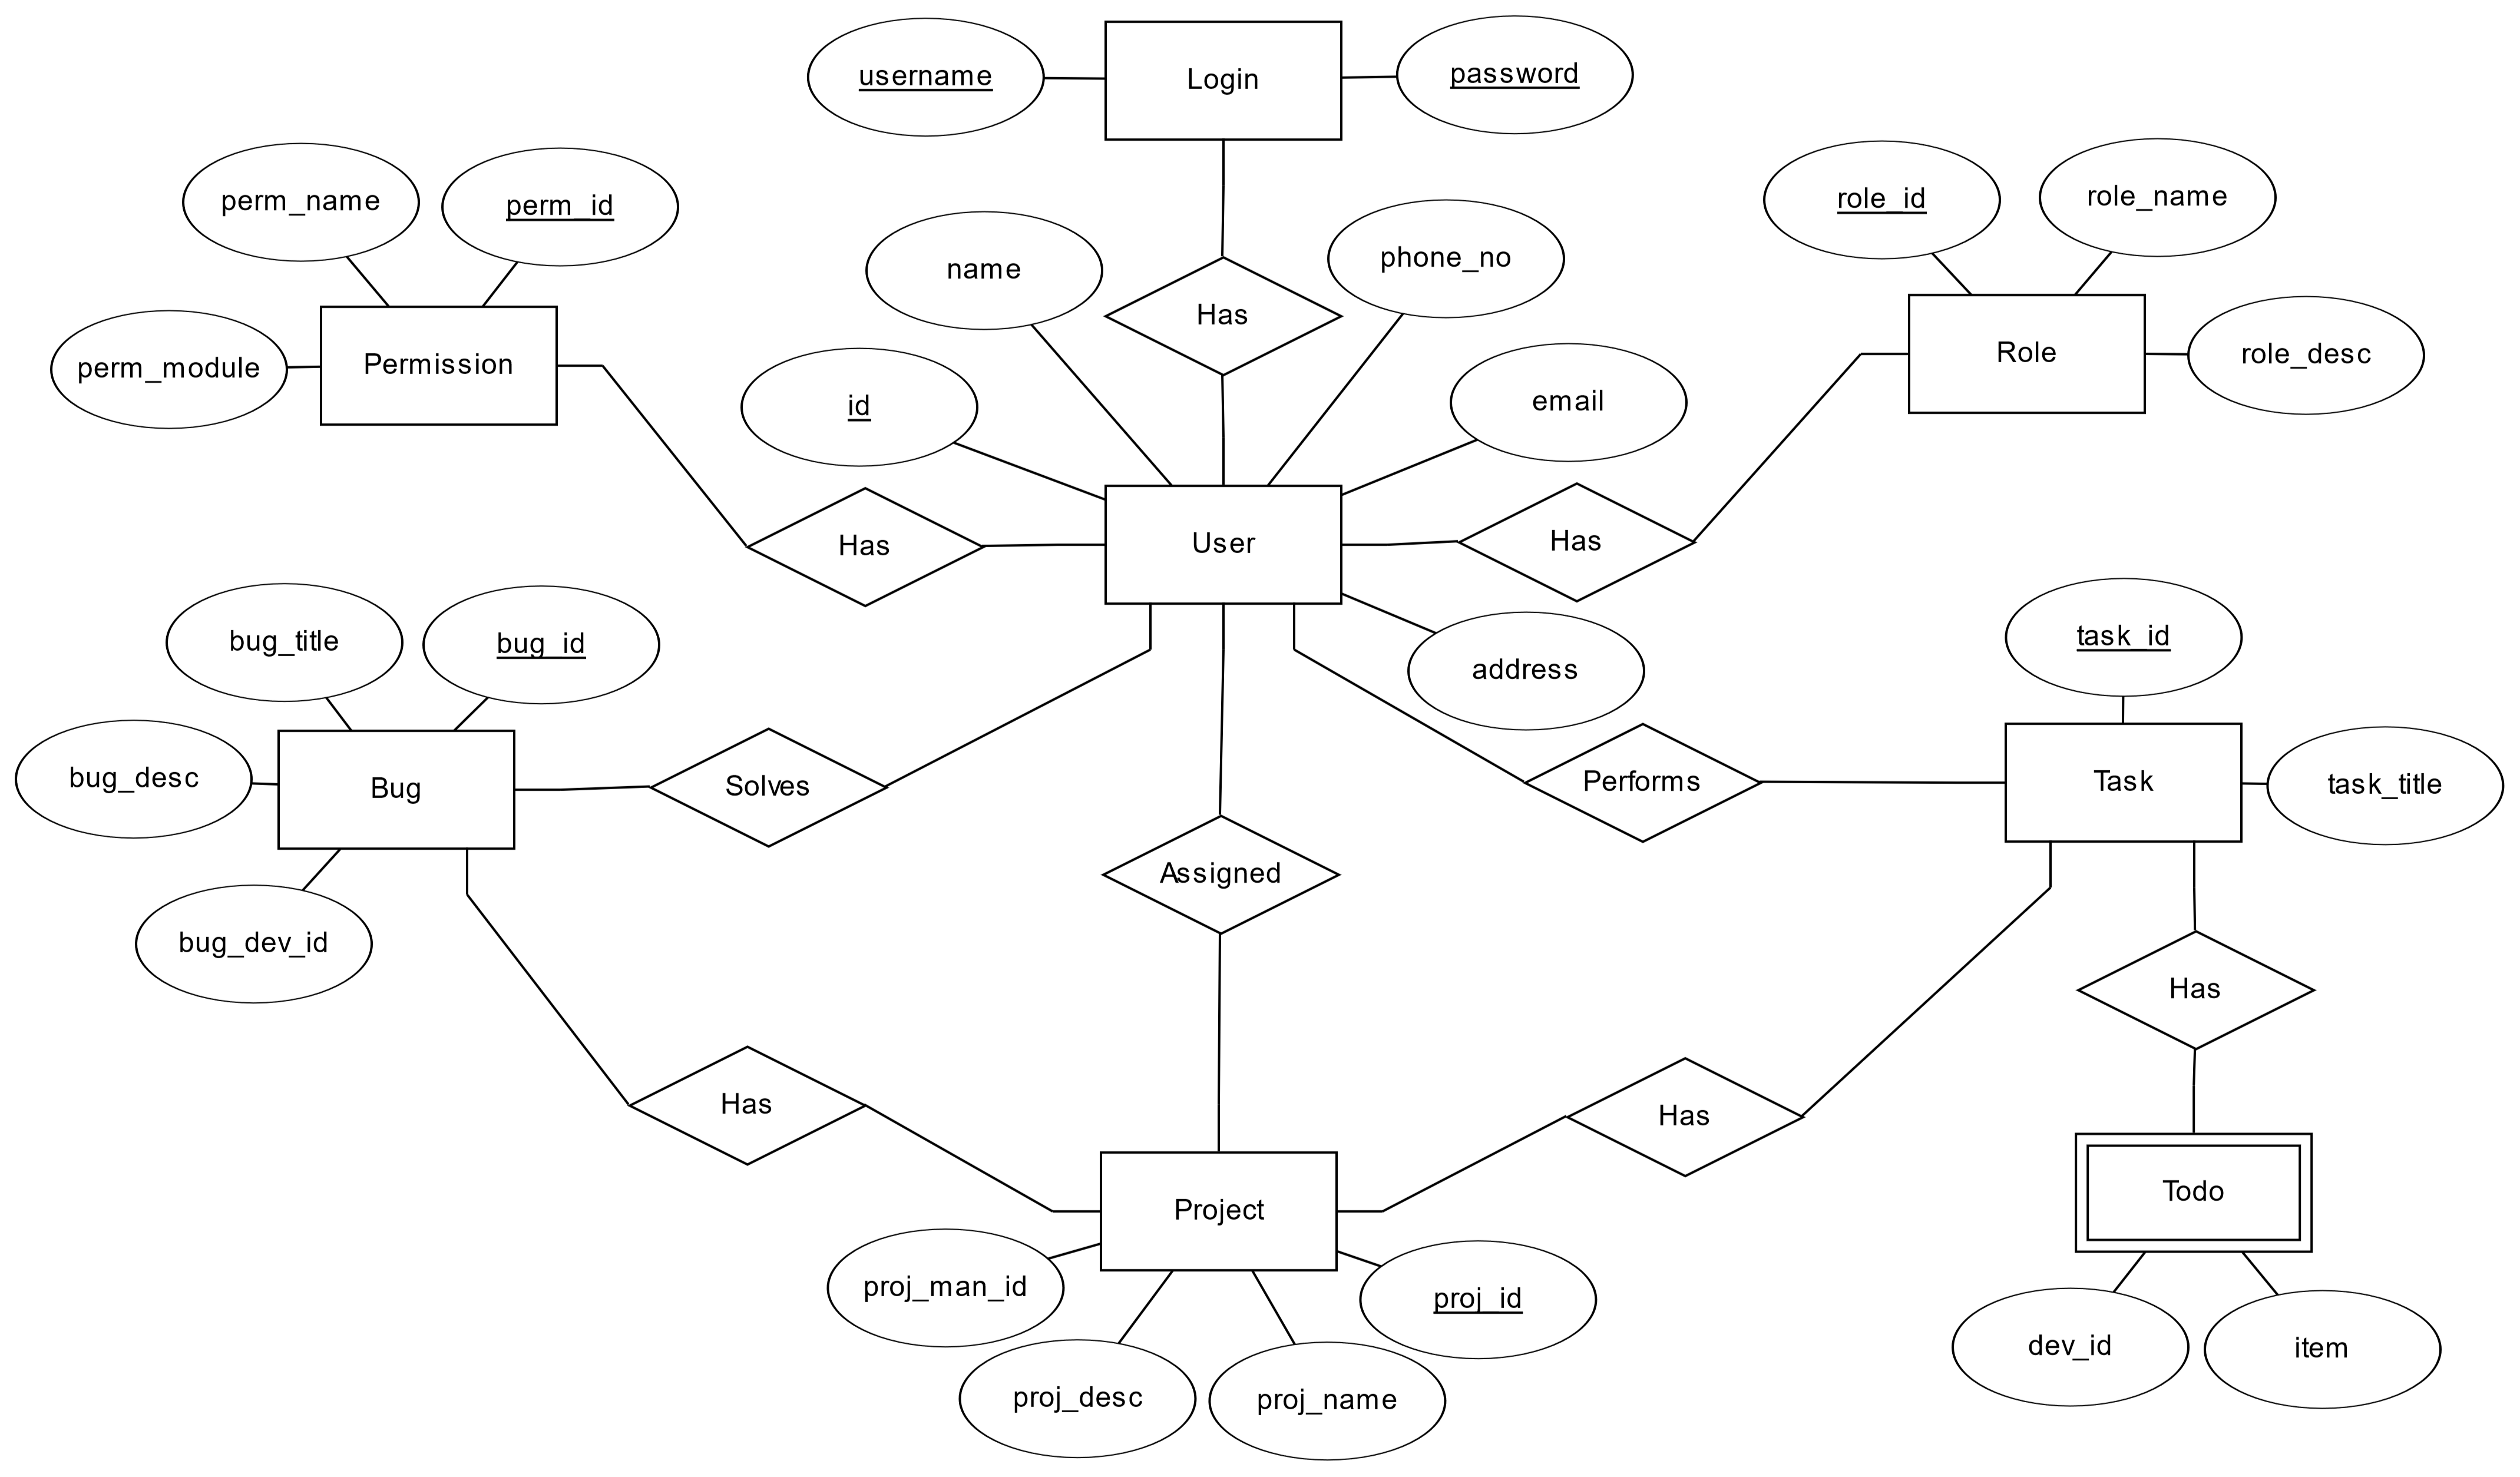 username
Login
password
perm_name
perm_id
role_id
role_name
name
Has
phone_no
perm_module
Permission
Role
role_desc
id
email
Has
User
Has
bug_title
bug_id
address
task_id
bug_desc
Bug
Solves
Performs
Task
task_title
Assigned
bug_dev_id
Has
Has
Has
Project
Todo
proj_man_id
proj_id
proj_desc
proj_name
dev_id
item